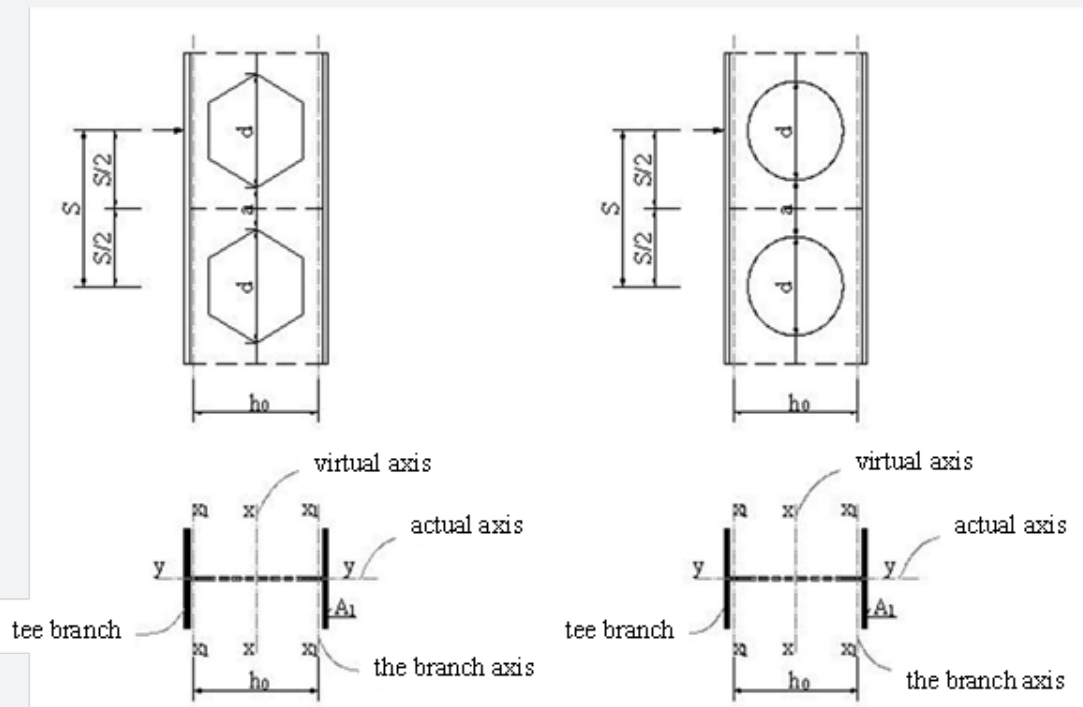 d
d
S/2
S/2
S
S
a
a
S/2
S/2
d
d
h0
h0
virtual axis
virtual axis
x1 x x1
x1 x x1
actual axis
actual axis
y y
y y
A1
A1
tee branch
tee branch
x1 x x1
x1 x x1
the branch axis
the branch axis
h0
h0